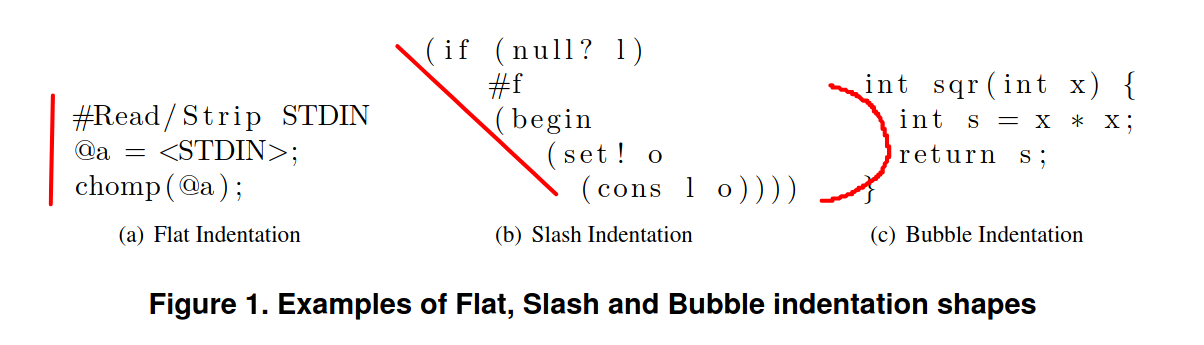 #Read/Strip STDIN
@a = <STDIN>;
chomp(@a);
(a) Flat Indentation
(if (null? l)
#f
(begin
(set! o
(cons l o))))
(b) Slash Indentation
int sqr(int x) {
int s = x * x;
return s;
}
(c) Bubble Indentation
Figure 1. Examples of Flat, Slash and Bubble indentation shapes